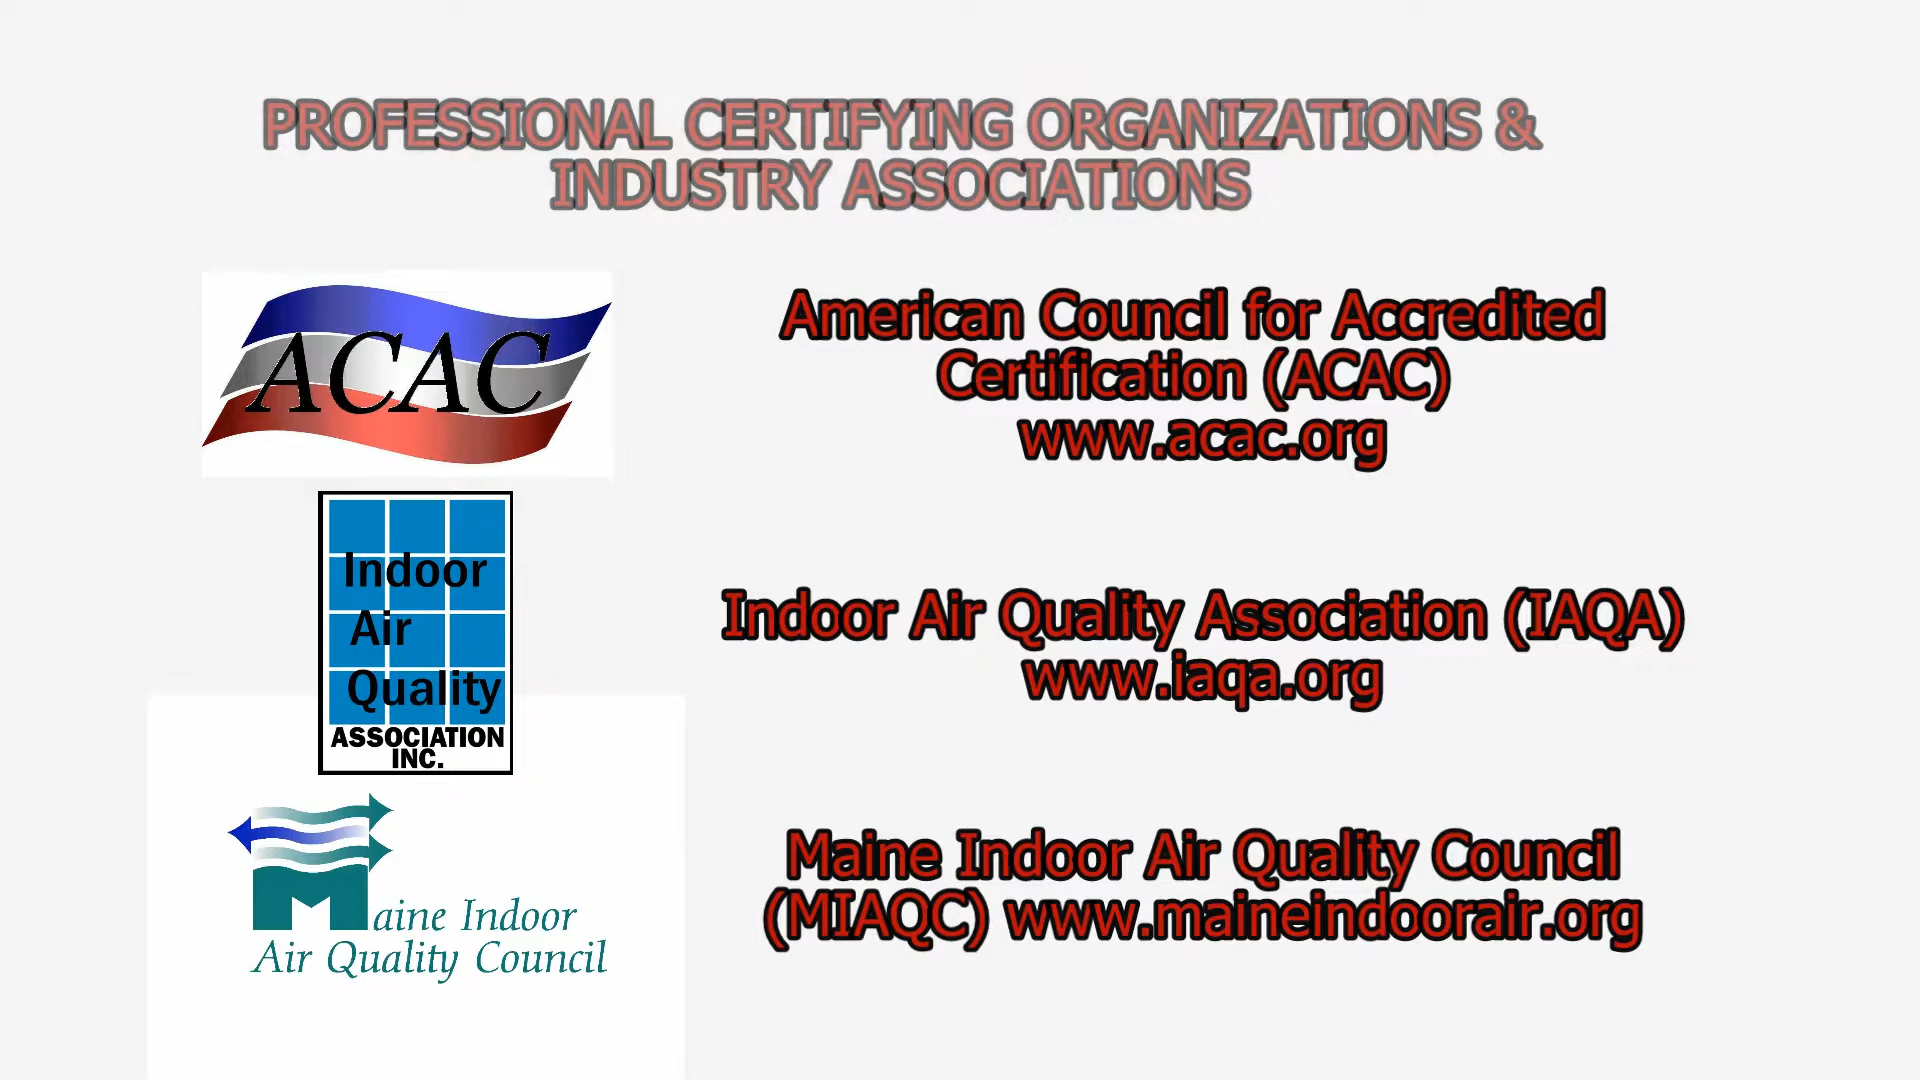 PROFESSIONAL CERTIFYING ORGANIZATIONS &
INDUSTRY ASSOCIATIONS
ACAC
American Council for Accredited
Certification (ACAC)
www.acac.org
Indoor
Air
Quality
ASSOCIATION
INC.
Indoor Air Quality Association (IAQA)
www.iaqa.org
Maine Indoor
Air Quality Council
Maine Indoor Air Quality Council
(MIAQC) www.maineindoorair.org